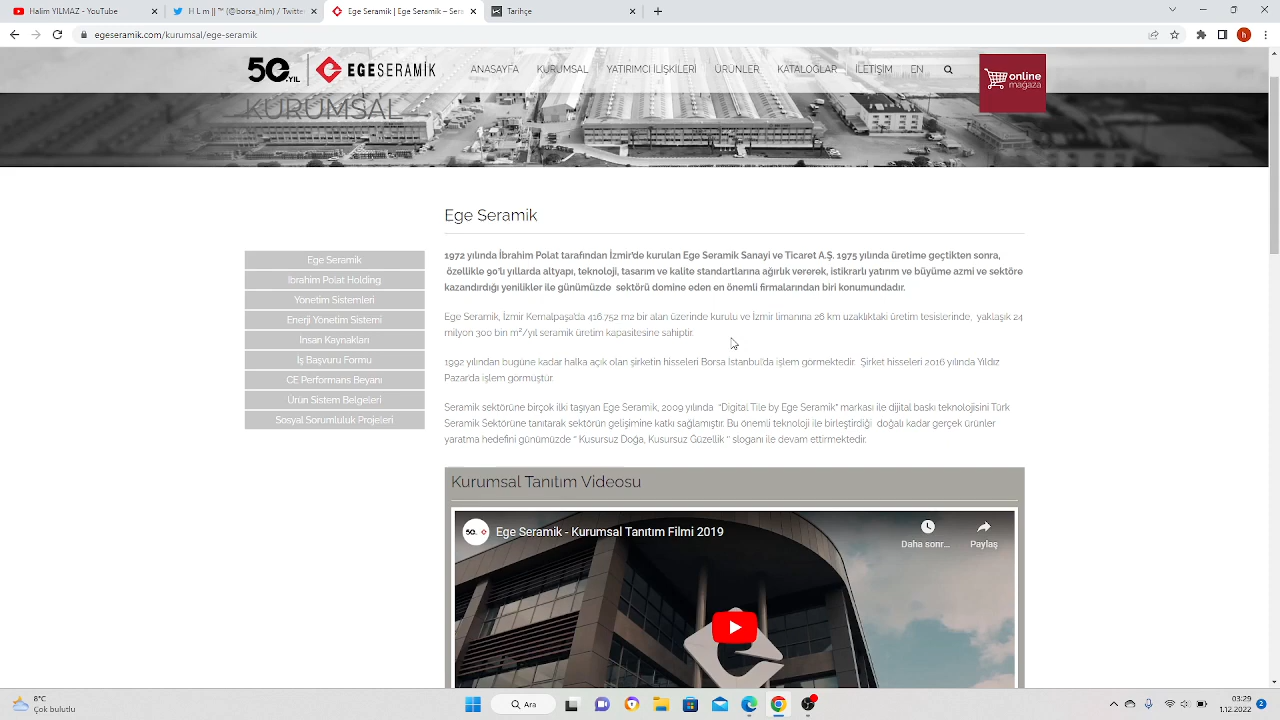 Halim YILMAZ - YouTube
H L m || ™ (@borsa_hlm) / Twitter
Ege Seramik | Ege Seramik - Sera
Tarihçe
egeseramik.com/kurumsal/ege-seramik
50.YIL EGESERAMİK ANASAYFA KURUMSAL YATIRIMCI İLİŞKİLERİ ÜRÜNLER KATALOGLAR İLETİŞİM EN online mağaza
KURUMSAL
Ege Seramik
Ege Seramik
İbrahim Polat Holding
Yönetim Sistemleri
Enerji Yönetim Sistemi
İnsan Kaynakları
İş Başvuru Formu
CE Performans Beyanı
Ürün Sistem Belgeleri
Sosyal Sorumluluk Projeleri
1972 yılında İbrahim Polat tarafından İzmir'de kurulan Ege Seramik Sanayi ve Ticaret A.Ş. 1975 yılında üretime geçtikten sonra,
özellikle 90'lı yıllarda altyapı, teknoloji, tasarım ve kalite standartlarına ağırlık vererek, istikrarlı yatırım ve büyüme azmi ve sektöre
kazandırdığı yenilikler ile günümüzde sektörü domine eden en önemli firmalarından biri konumundadır.
Ege Seramik, İzmir Kemalpaşa'da 416.752 m2 bir alan üzerinde kurulu ve İzmir limanına 26 km uzaklıktaki üretim tesislerinde; yaklaşık 24
milyon 300 bin m²/yıl seramik üretim kapasitesine sahiptir.
1992 yılından bugüne kadar halka açık olan şirketin hisseleri Borsa İstanbul'da işlem görmektedir. Şirket hisseleri 2016 yılında Yıldız
Pazar'da işlem görmüştür.
Seramik sektörüne birçok ilki taşıyan Ege Seramik, 2009 yılında "Digital Tile by Ege Seramik" markası ile dijital baskı teknolojisini Türk
Seramik Sektörüne tanıtarak sektörün gelişimine katkı sağlamıştır. Bu önemli teknoloji ile birleştirdiği doğalı kadar gerçek ürünler
yaratma hedefini günümüzde " Kusursuz Doğa, Kusursuz Güzellik " sloganı ile devam ettirmektedir.
Kurumsal Tanıtım Videosu
Ege Seramik - Kurumsal Tanıtım Filmi 2019
Daha sonr...
Paylaş
8°C
Çok bulutlu
Ara
03:29
1.12.2022
2